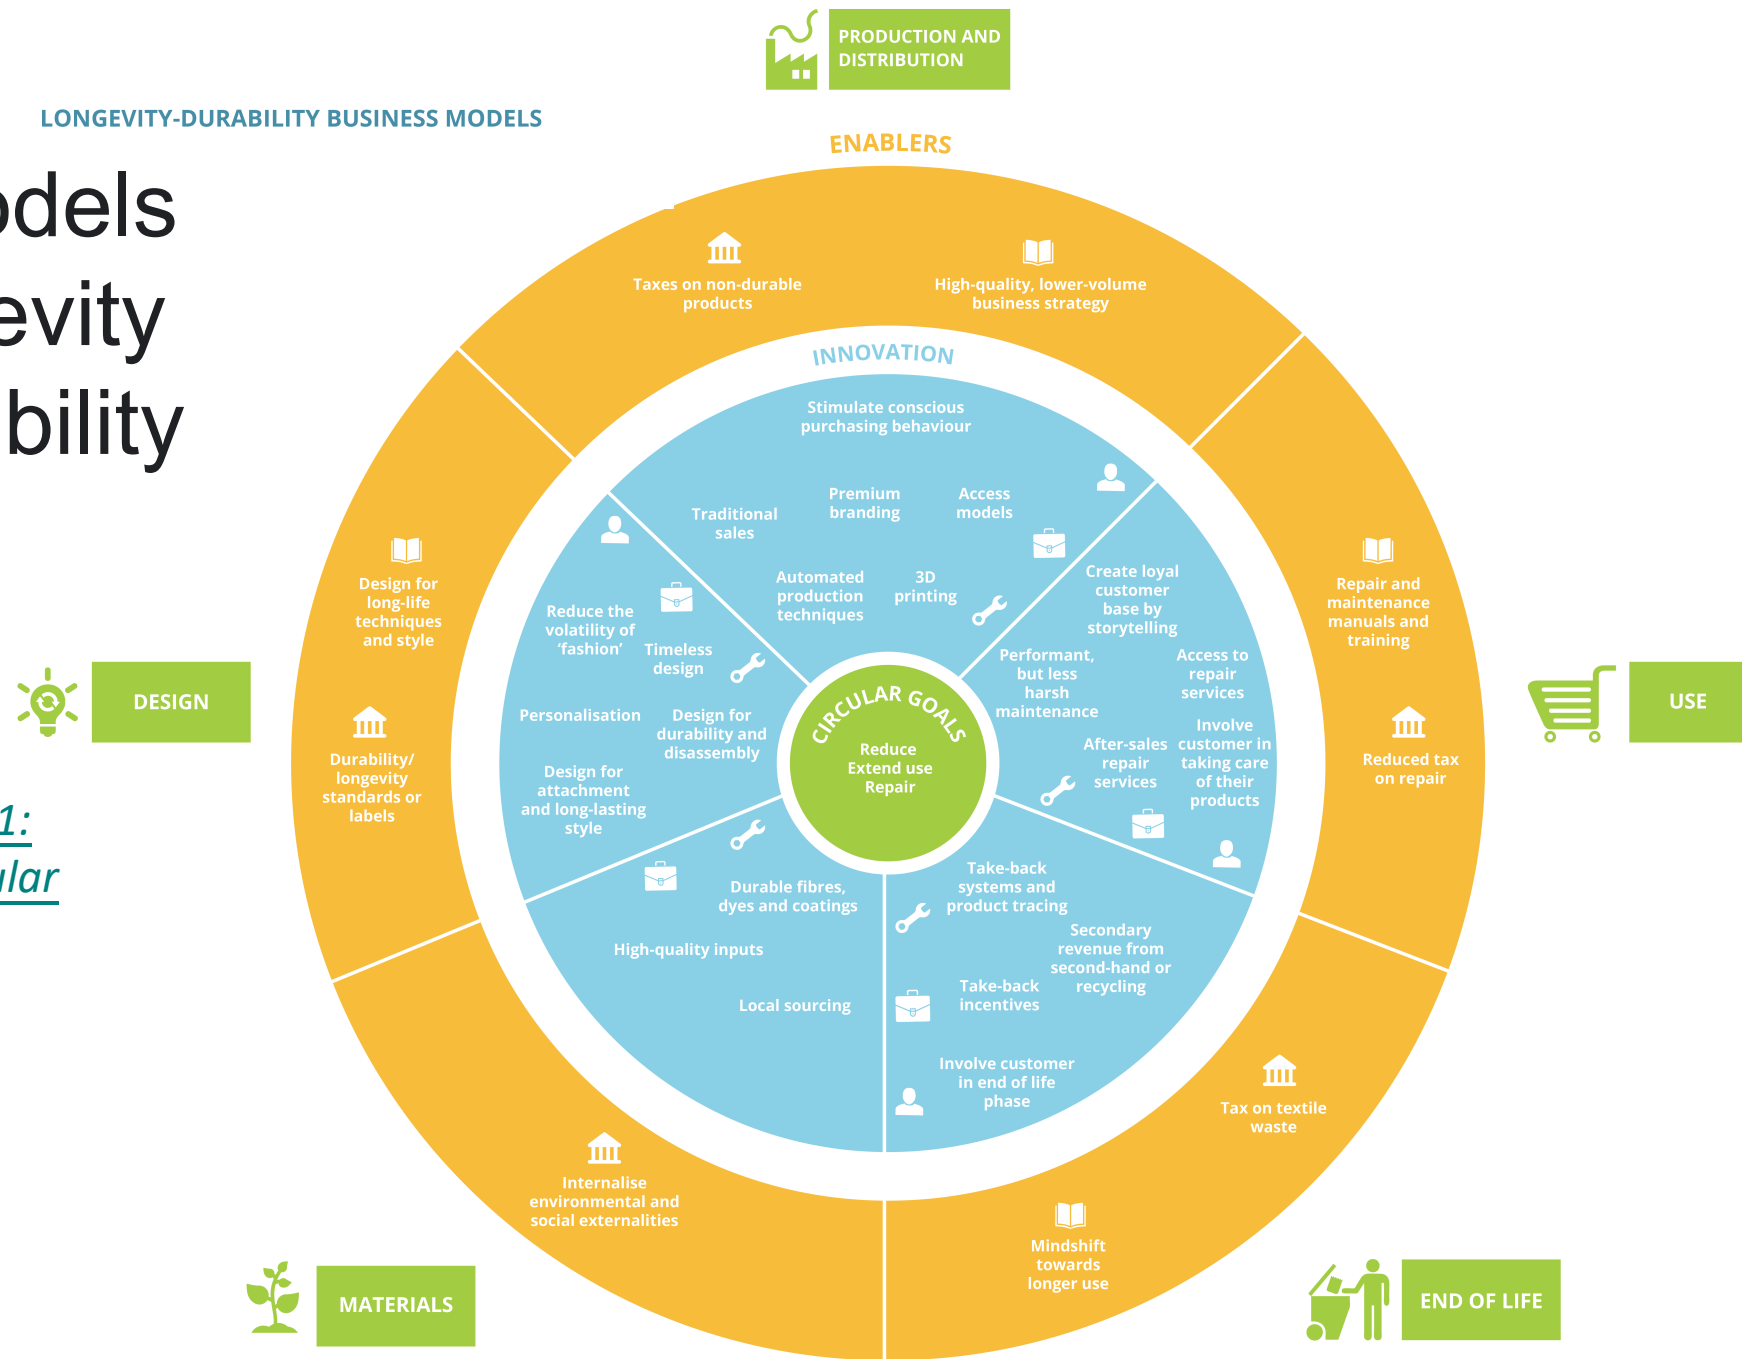 PRODUCTION AND
DISTRIBUTION
LONGEVITY-DURABILITY BUSINESS MODELS
odels
evity
bility
1:
ular
ENABLERS
Taxes on non-durable
products
High-quality, lower-volume
business strategy
INNOVATION
Stimulate conscious
purchasing behaviour
Traditional
sales
Premium
branding
Access
models
Automated
production
techniques
3D
printing
Design for
long-life
techniques
and style
Durability/
longevity
standards or
labels
DESIGN
Reduce the
volatility of
‘fashion’
Timeless
design
Personalisation
Design for
durability and
disassembly
Design for
attachment
and long-lasting
style
CIRCULAR GOALS
Reduce
Extend use
Repair
Create loyal
customer
base by
storytelling
Performant,
but less
harsh
maintenance
Access to
repair
services
After-sales
repair
services
Involve
customer in
taking care
of their
products
Repair and
maintenance
manuals and
training
Reduced tax
on repair
USE
Durable fibres,
dyes and coatings
High-quality inputs
Local sourcing
Take-back
systems and
product tracing
Secondary
revenue from
second-hand or
recycling
Take-back
incentives
Involve customer
in end of life
phase
Internalise
environmental and
social externalities
Tax on textile
waste
Mindshift
towards
longer use
MATERIALS
END OF LIFE